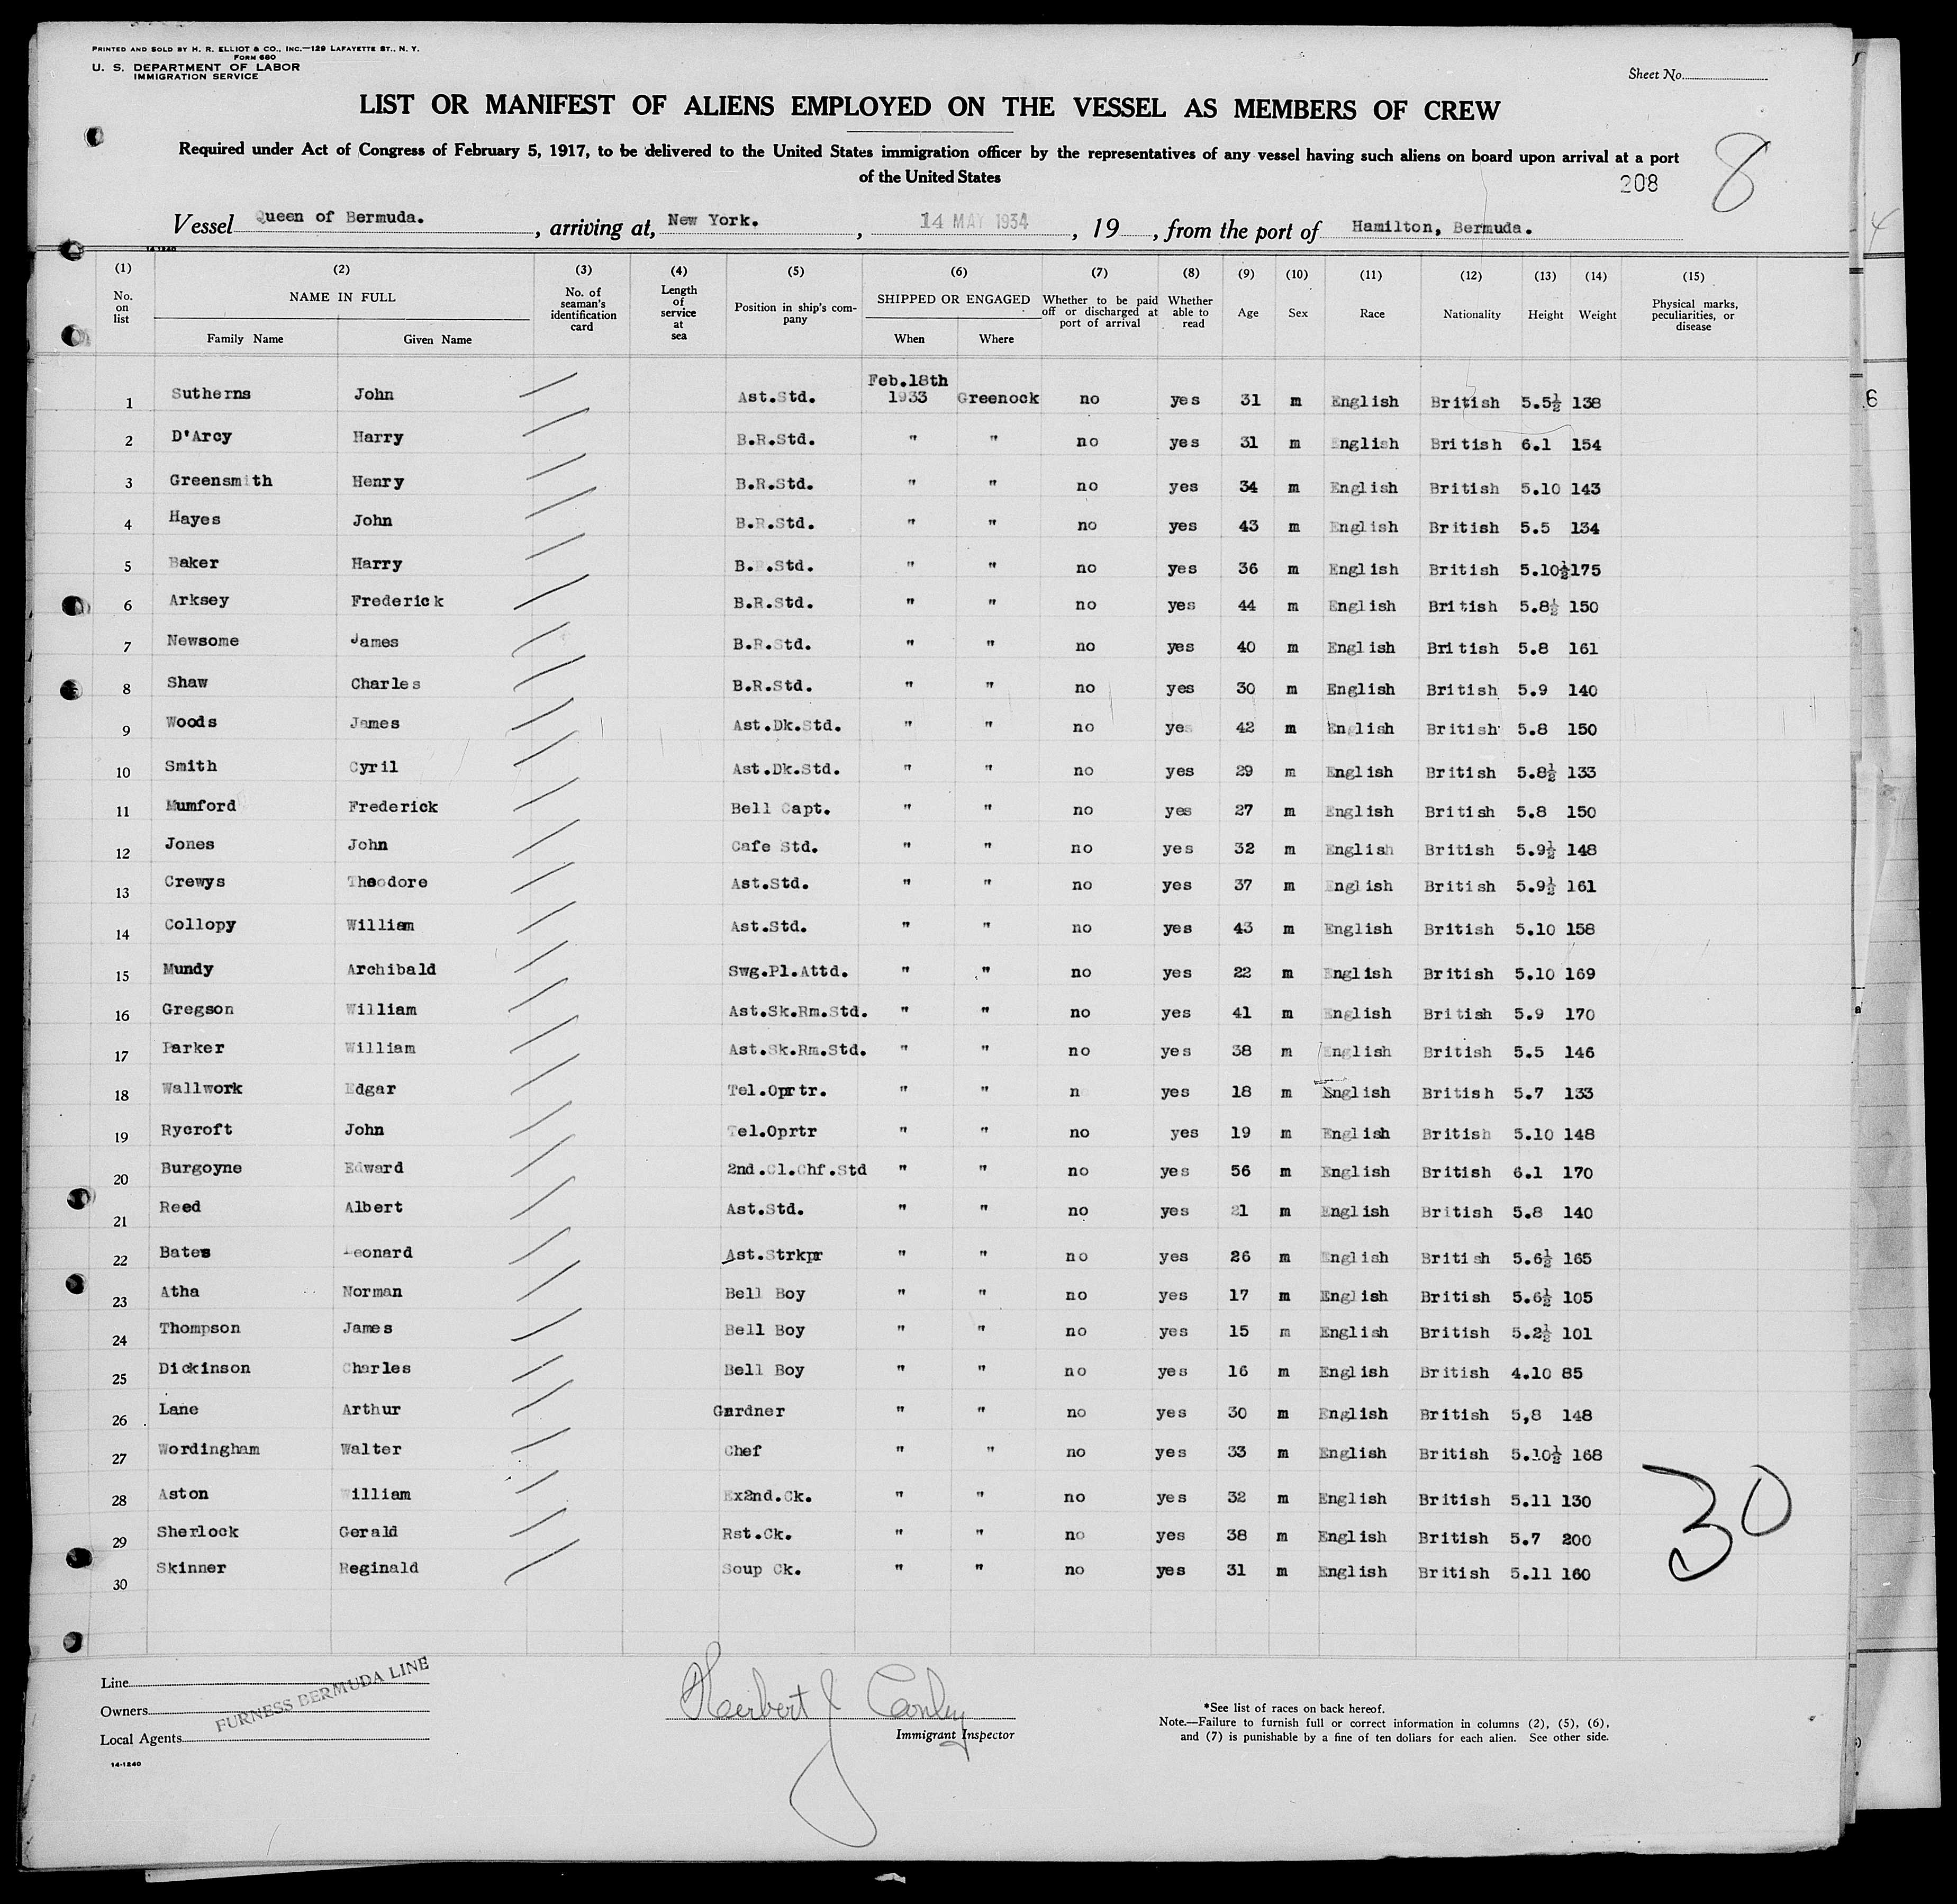 PRINTED AND SOLD BY H. R. ELLIOT & CO., INC.—129 LAFAYETTE ST., N. Y.
FORM 680
U. S. DEPARTMENT OF LABOR
IMMIGRATION SERVICE
Sheet No.
LIST OR MANIFEST OF ALIENS EMPLOYED ON THE VESSEL AS MEMBERS OF CREW
Required under Act of Congress of February 5, 1917, to be delivered to the United States immigration officer by the representatives of any vessel having such aliens on board upon arrival at a port
of the United States
208
8
Vessel Queen of Bermuda. , arriving at, New York. , 14 MAY 1934 , 19 , from the port of Hamilton, Bermuda.
14-1240
(1) (2) (3) (4) (5) (6) (7) (8) (9) (10) (11) (12) (13) (14) (15)
No. on list NAME IN FULL Family Name Given Name No. of seaman's identification card Length of service at sea Position in ship's company SHIPPED OR ENGAGED When Where Whether to be paid off or discharged at port of arrival Whether able to read Age Sex Race Nationality Height Weight Physical marks, peculiarities, or disease
1 Sutherns John Ast.Std. Feb.18th 1933 Greenock no yes 31 m English British 5.5½ 138
2 D'Arcy Harry B.R.Std. " " no yes 31 m English British 6.1 154
3 Greensmith Henry B.R.Std. " " no yes 34 m English British 5.10 143
4 Hayes John B.R.Std. " " no yes 43 m English British 5.5 134
5 Baker Harry B.R.Std. " " no yes 36 m English British 5.10½ 175
6 Arksey Frederick B.R.Std. " " no yes 44 m English British 5.8½ 150
7 Newsome James B.R.Std. " " no yes 40 m English British 5.8 161
8 Shaw Charles B.R.Std. " " no yes 30 m English British 5.9 140
9 Woods James Ast.Dk.Std. " " no yes 42 m English British 5.8 150
10 Smith Cyril Ast.Dk.Std. " " no yes 29 m English British 5.8½ 133
11 Mumford Frederick Bell Capt. " " no yes 27 m English British 5.8 150
12 Jones John Cafe Std. " " no yes 32 m English British 5.9½ 148
13 Crewys Theodore Ast.Std. " " no yes 37 m English British 5.9½ 161
14 Collopy William Ast.Std. " " no yes 43 m English British 5.10 158
15 Mundy Archibald Swg.Pl.Attd. " " no yes 22 m English British 5.10 169
16 Gregson William Ast.Sk.Rm.Std. " " no yes 41 m English British 5.9 170
17 Parker William Ast.Sk.Rm.Std. " " no yes 38 m English British 5.5 146
18 Wallwork Edgar Tel.Oprtr. " " n yes 18 m English British 5.7 133
19 Rycroft John Tel.Oprtr " " no yes 19 m English British 5.10 148
20 Burgoyne Edward 2nd.Cl.Chf.Std " " no yes 56 m English British 6.1 170
21 Reed Albert Ast.Std. " " no yes 21 m English British 5.8 140
22 Bates Leonard Ast.Strkpr " " no yes 26 m English British 5.6½ 165
23 Atha Norman Bell Boy " " no yes 17 m English British 5.6½ 105
24 Thompson James Bell Boy " " no yes 15 m English British 5.2½ 101
25 Dickinson Charles Bell Boy " " no yes 16 m English British 4.10 85
26 Lane Arthur Gardner " " no yes 30 m English British 5,8 148
27 Wordingham Walter Chef " " no yes 33 m English British 5.10½ 168
28 Aston William Ex2nd.Ck. " " no yes 32 m English British 5.11 130
29 Sherlock Gerald Rst.Ck. " " no yes 38 m English British 5.7 200
30 Skinner Reginald Soup Ck. " " no yes 31 m English British 5.11 160
30
Line
Owners
Local Agents
FURNESS BERMUDA LINE
Herbert J Conley
Immigrant Inspector
*See list of races on back hereof.
Note.—Failure to furnish full or correct information in columns (2), (5), (6),
and (7) is punishable by a fine of ten dollars for each alien. See other side.
14-1240